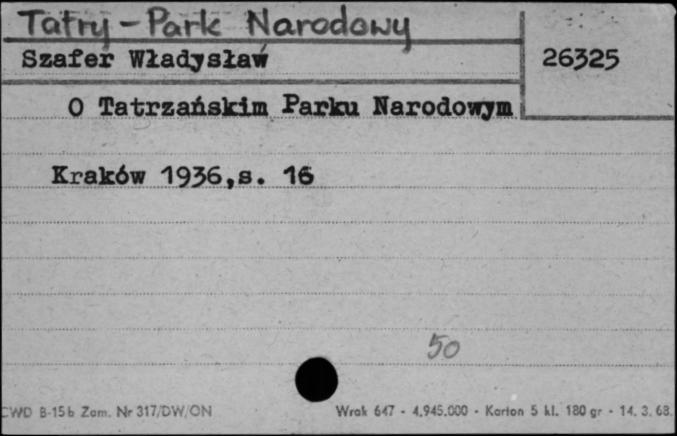 Tatry - Park Narodowy
Szafer Władysław
26325
O Tatrzańskim Parku Narodowym
Kraków 1936,s. 16
50
CWD B-15b Zam. Nr 317/DW/ON
Wrak 647 - 4.945.000 - Karton 5 kl. 180 gr - 14. 3. 68.